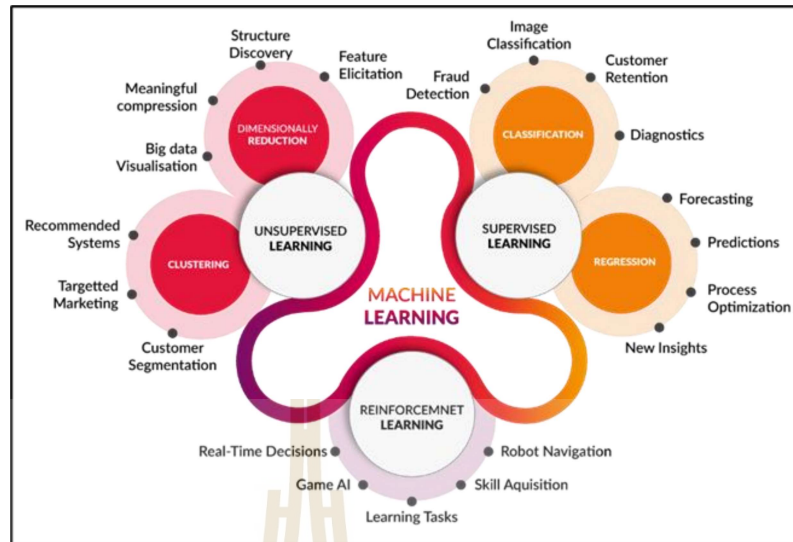 Structure
Discovery
Feature
Elicitation
Meaningful
compression
Big data
Visualisation
DIMENSIONALLY
REDUCTION
UNSUPERVISED
LEARNING
Recommended
Systems
Targetted
Marketing
Customer
Segmentation
CLUSTERING
Image
Classification
Fraud
Detection
Customer
Retention
Diagnostics
CLASSIFICATION
SUPERVISED
LEARNING
Forecasting
Predictions
Process
Optimization
New Insights
REGRESSION
MACHINE
LEARNING
REINFORCEMNET
LEARNING
Real-Time Decisions
Game AI
Learning Tasks
Skill Aquisition
Robot Navigation